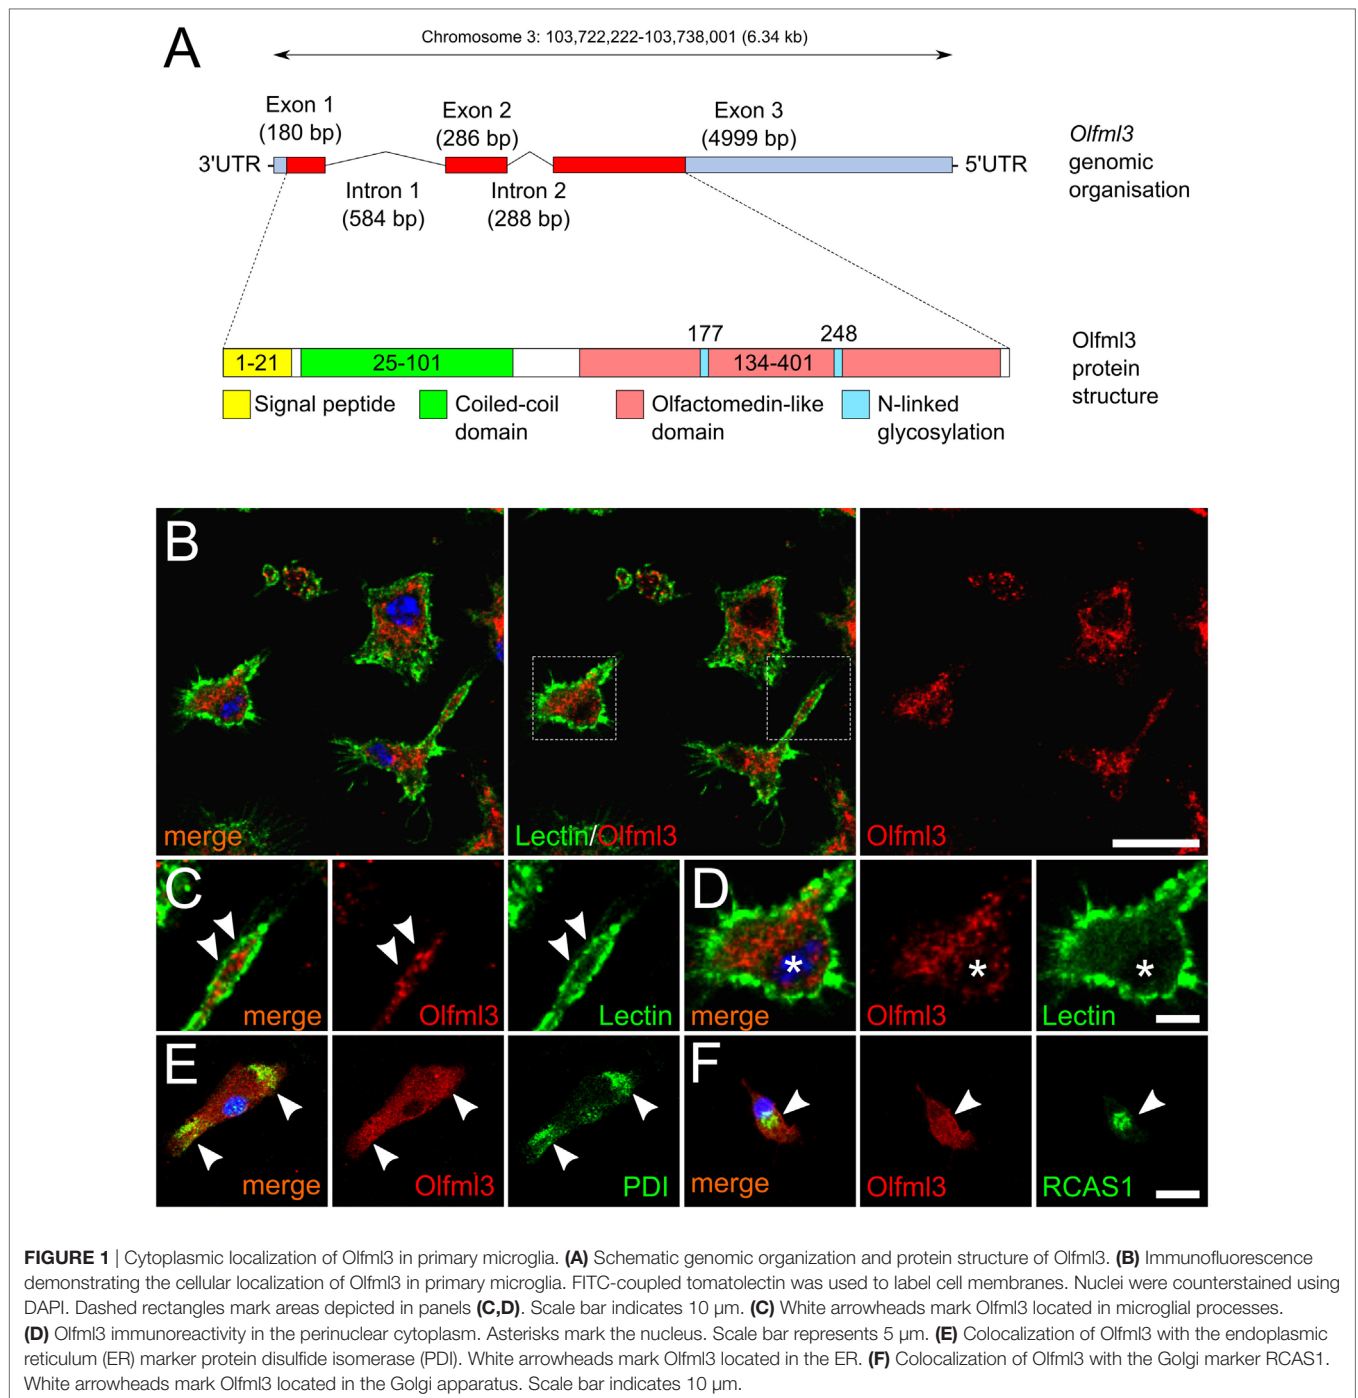 A
Chromosome 3: 103,722,222-103,738,001 (6.34 kb)
Exon 1
(180 bp)
Exon 2
(286 bp)
Exon 3
(4999 bp)
3'UTR
5'UTR
Intron 1
(584 bp)
Intron 2
(288 bp)
Olfml3
genomic
organisation
177
248
1-21
25-101
134-401
Olfml3
protein
structure
Signal peptide
Coiled-coil
domain
Olfactomedin-like
domain
N-linked
glycosylation
B
merge
Lectin/Olfml3
Olfml3
C
merge
Olfml3
Lectin
D
merge
*
Olfml3
*
Lectin
*
E
merge
Olfml3
PDI
F
merge
Olfml3
RCAS1
FIGURE 1 | Cytoplasmic localization of Olfml3 in primary microglia. (A) Schematic genomic organization and protein structure of Olfml3. (B) Immunofluorescence
demonstrating the cellular localization of Olfml3 in primary microglia. FITC-coupled tomatolectin was used to label cell membranes. Nuclei were counterstained using
DAPI. Dashed rectangles mark areas depicted in panels (C,D). Scale bar indicates 10 µm. (C) White arrowheads mark Olfml3 located in microglial processes.
(D) Olfml3 immunoreactivity in the perinuclear cytoplasm. Asterisks mark the nucleus. Scale bar represents 5 µm. (E) Colocalization of Olfml3 with the endoplasmic
reticulum (ER) marker protein disulfide isomerase (PDI). White arrowheads mark Olfml3 located in the ER. (F) Colocalization of Olfml3 with the Golgi marker RCAS1.
White arrowheads mark Olfml3 located in the Golgi apparatus. Scale bar indicates 10 µm.